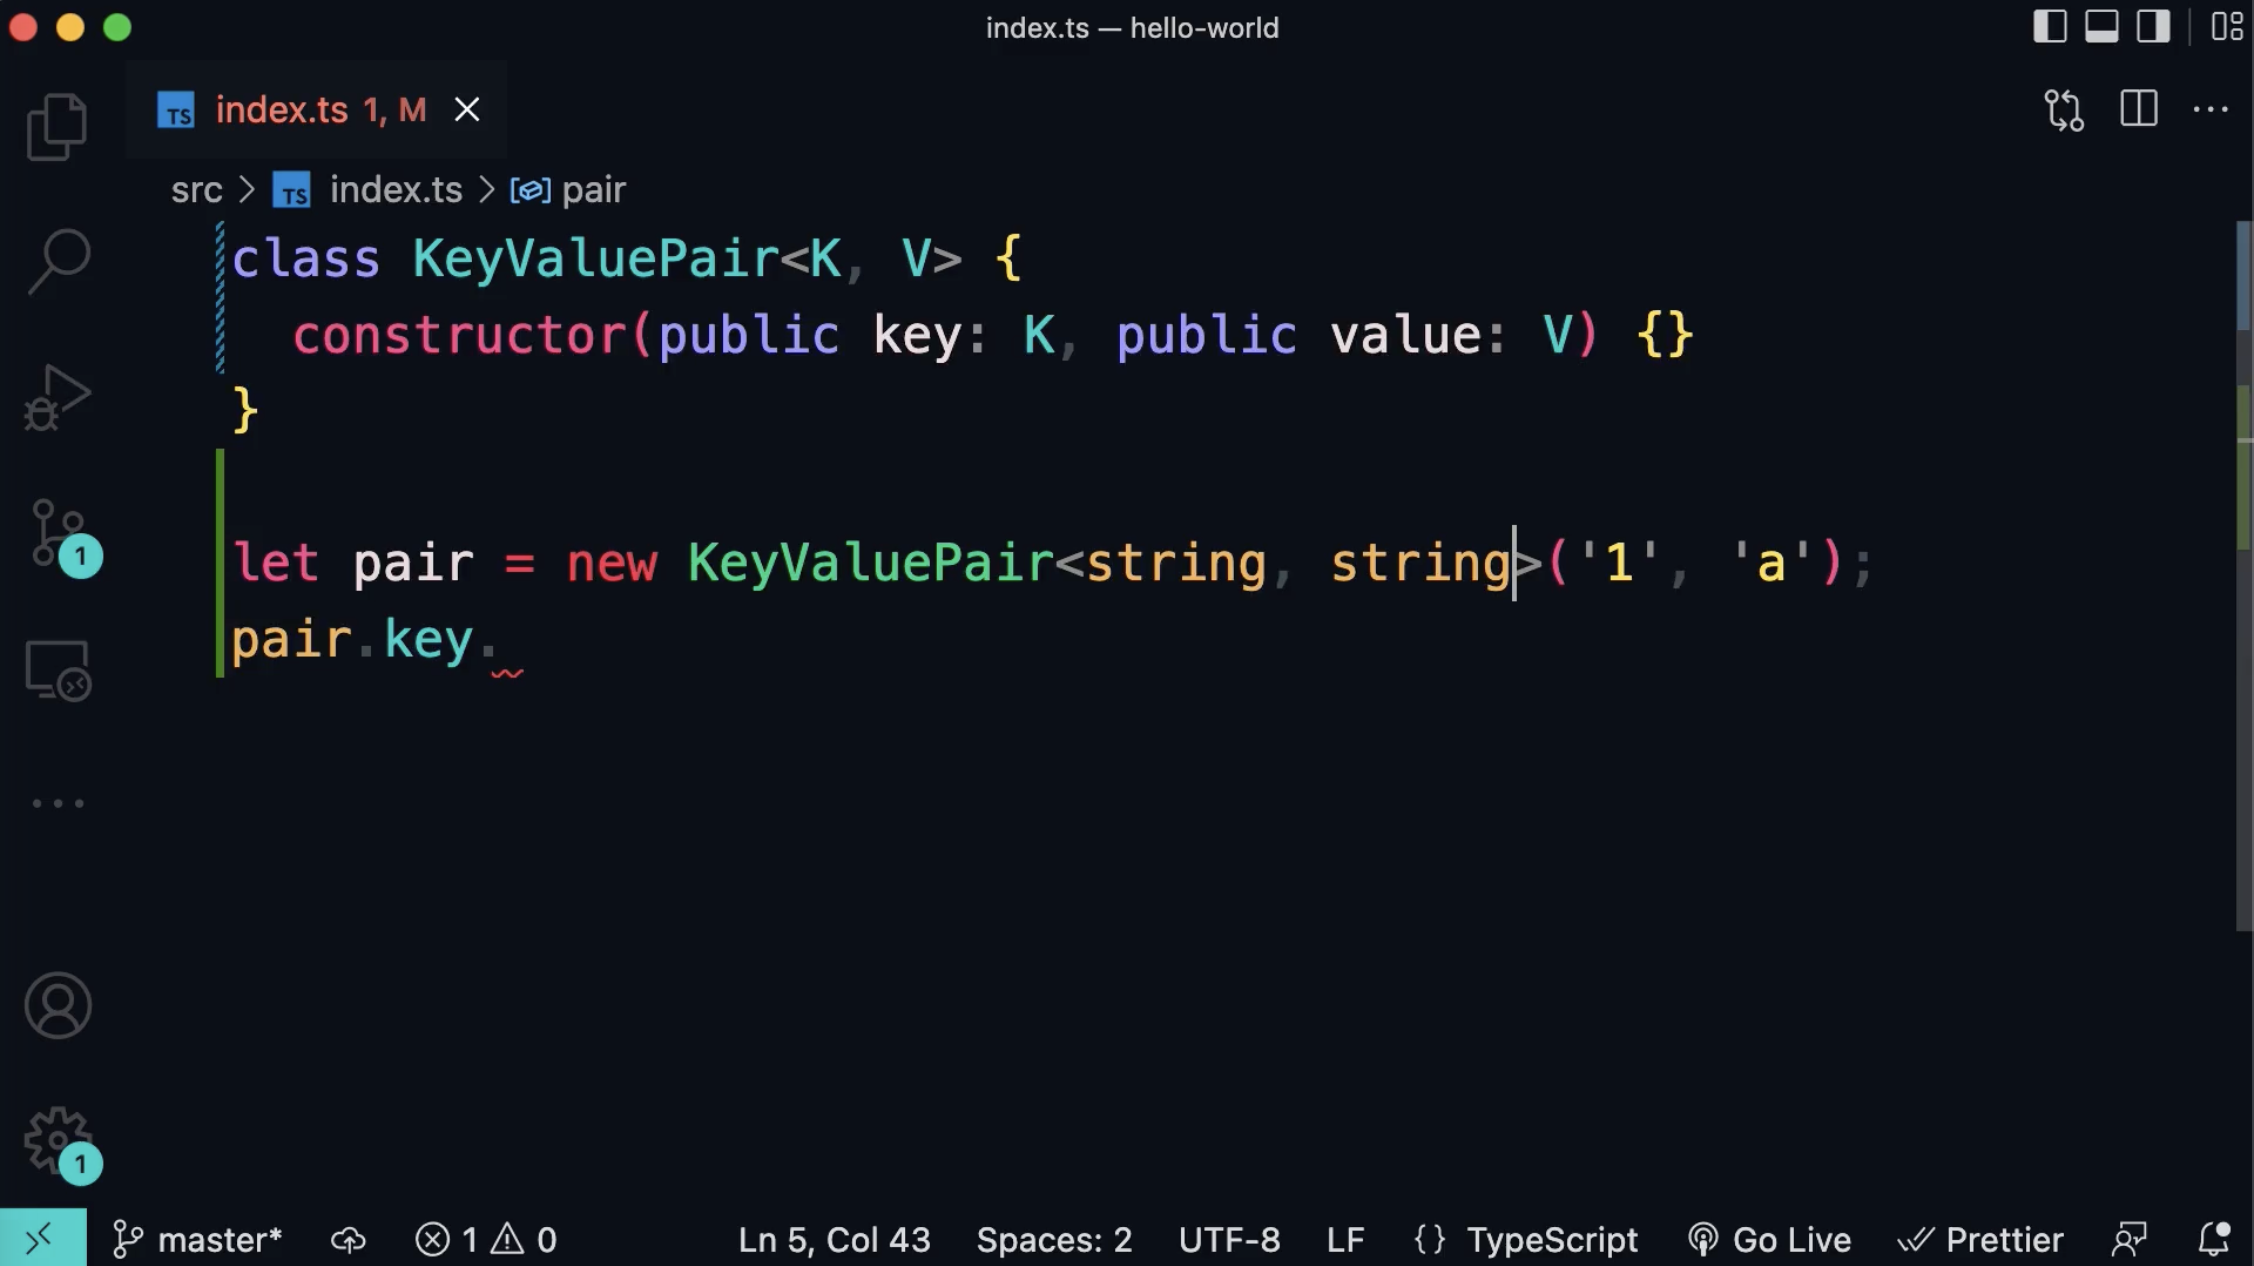 index.ts — hello-world
TS index.ts 1, M
src > TS index.ts > pair
class KeyValuePair<K, V> {
  constructor(public key: K, public value: V) {}
}
let pair = new KeyValuePair<string, string>('1', 'a');
pair.key.
1
1
master* 1 0 Ln 5, Col 43 Spaces: 2 UTF-8 LF {} TypeScript Go Live Prettier